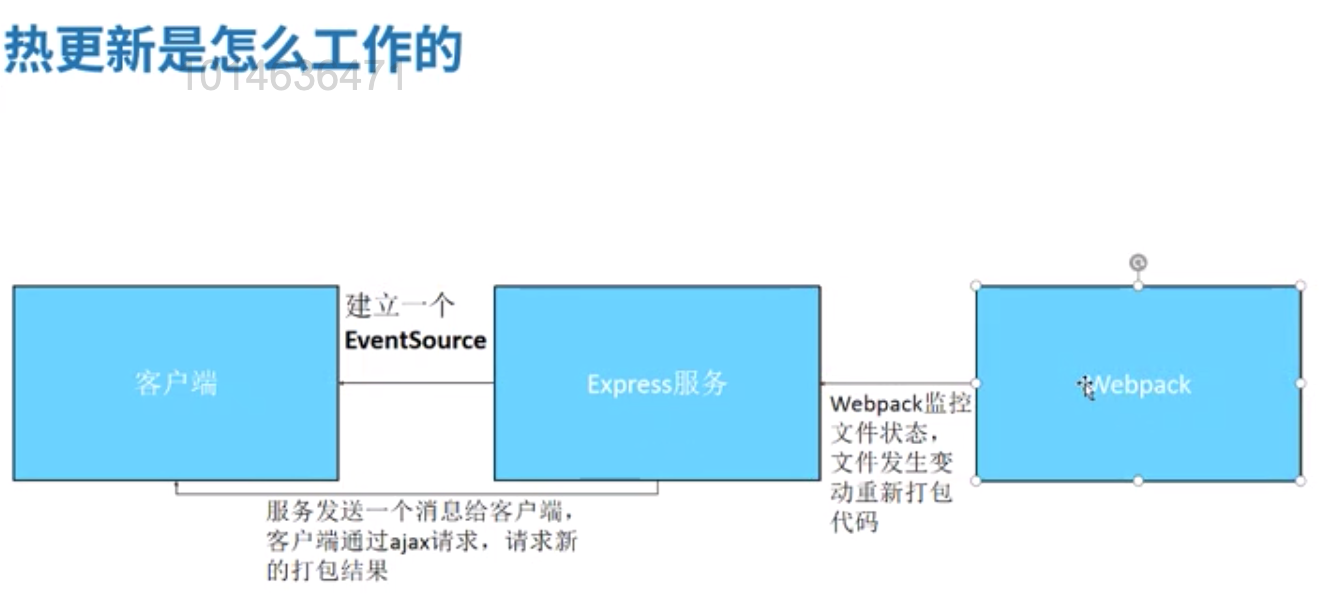 热更新是怎么工作的
1014636471
建立一个
EventSource
客户端
Express服务
Webpack
Webpack监控
文件状态，
文件发生变
动重新打包
代码
服务发送一个消息给客户端，
客户端通过ajax请求，请求新
的打包结果